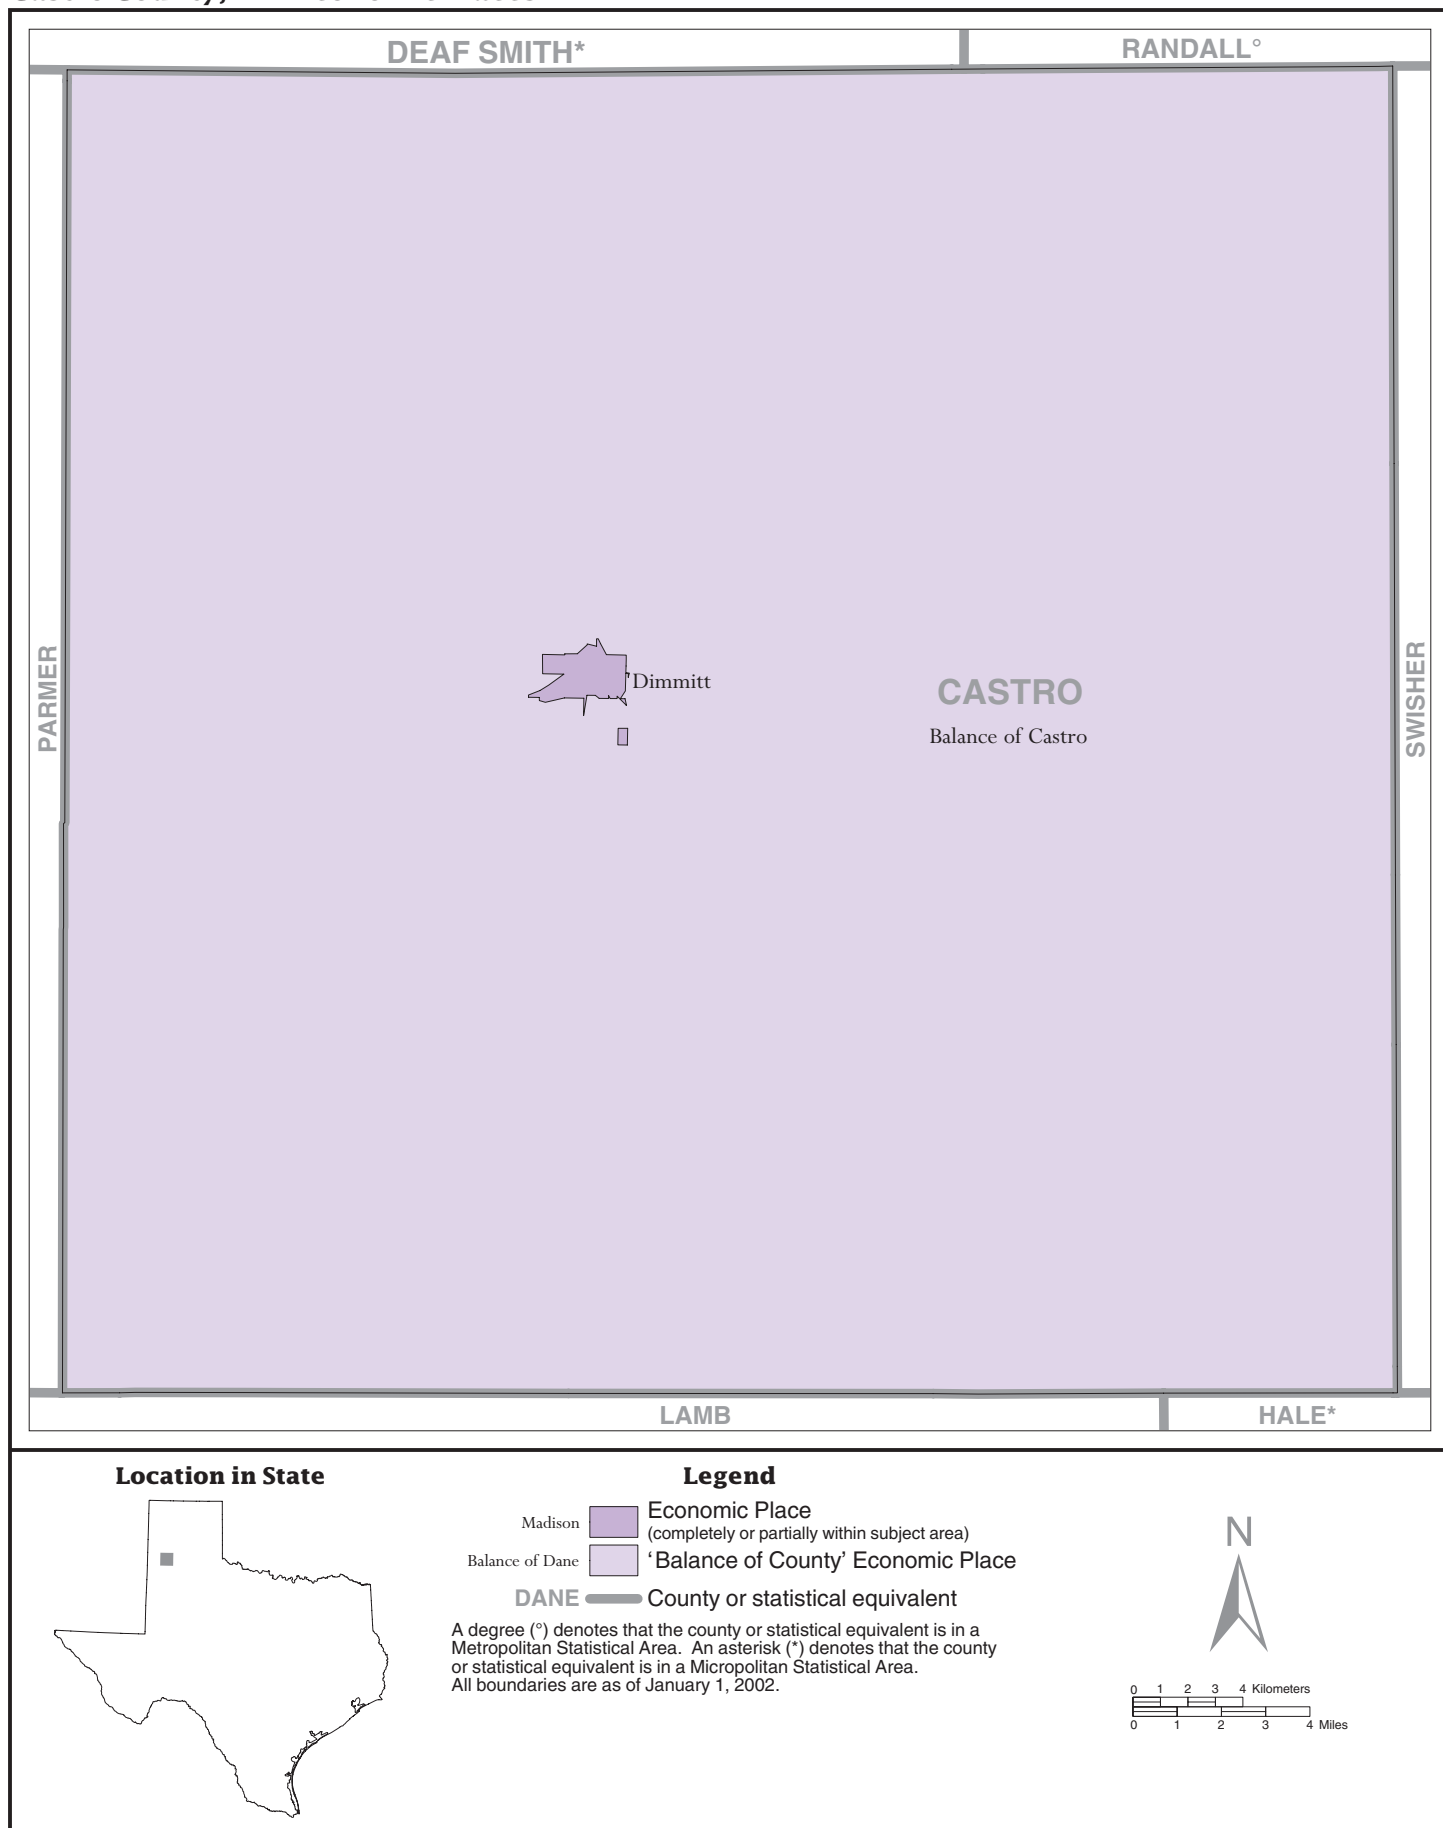 DEAF SMITH*
RANDALL°
PARMER
Dimmitt
CASTRO
Balance of Castro
SWISHER
LAMB
HALE*
Location in State
Legend
Madison
Economic Place
(completely or partially within subject area)
Balance of Dane
‘Balance of County’ Economic Place
DANE
County or statistical equivalent
A degree (°) denotes that the county or statistical equivalent is in a
Metropolitan Statistical Area. An asterisk (*) denotes that the county
or statistical equivalent is in a Micropolitan Statistical Area.
All boundaries are as of January 1, 2002.
N
0 1 2 3 4 Kilometers
0 1 2 3 4 Miles